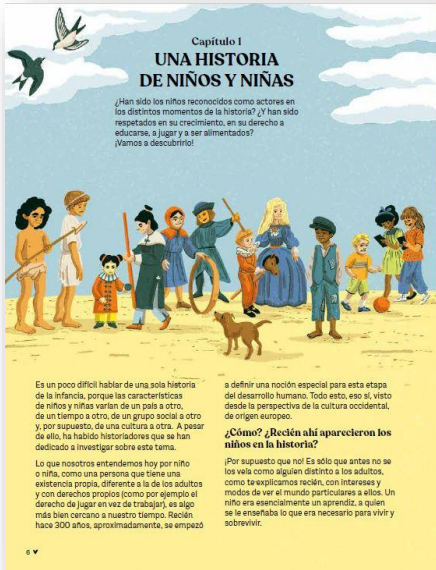 Capítulo 1
UNA HISTORIA
DE NIÑOS Y NIÑAS
¿Han sido los niños reconocidos como actores en
los distintos momentos de la historia? ¿Y han sido
respetados en su crecimiento, en su derecho a
educarse, a jugar y a ser alimentados?
¡Vamos a descubrirlo!
Es un poco difícil hablar de una sola historia
de la infancia, porque las características
de niños y niñas varían de un país a otro,
de un tiempo a otro, de un grupo social a otro
y, por supuesto, de una cultura a otra. A pesar
de ello, ha habido historiadores que se han
dedicado a investigar sobre este tema.
Lo que nosotros entendemos hoy por niño
o niña, como una persona que tiene una
existencia propia, diferente a la de los adultos
y con derechos propios (como por ejemplo el
derecho de jugar en vez de trabajar), es algo
más bien cercano a nuestro tiempo. Recién
hace 300 años, aproximadamente, se empezó
a definir una noción especial para esta etapa
del desarrollo humano. Todo esto, eso sí, visto
desde la perspectiva de la cultura occidental,
de origen europeo.
¿Cómo? ¿Recién ahí aparecieron los
niños en la historia?
¡Por supuesto que no! Es sólo que antes no se
los veía como alguien distinto a los adultos,
como te explicamos recién, con intereses y
modos de ver el mundo particulares a ellos. Un
niño era esencialmente un aprendiz, a quien
se le enseñaba lo que era necesario para vivir y
sobrevivir.
6